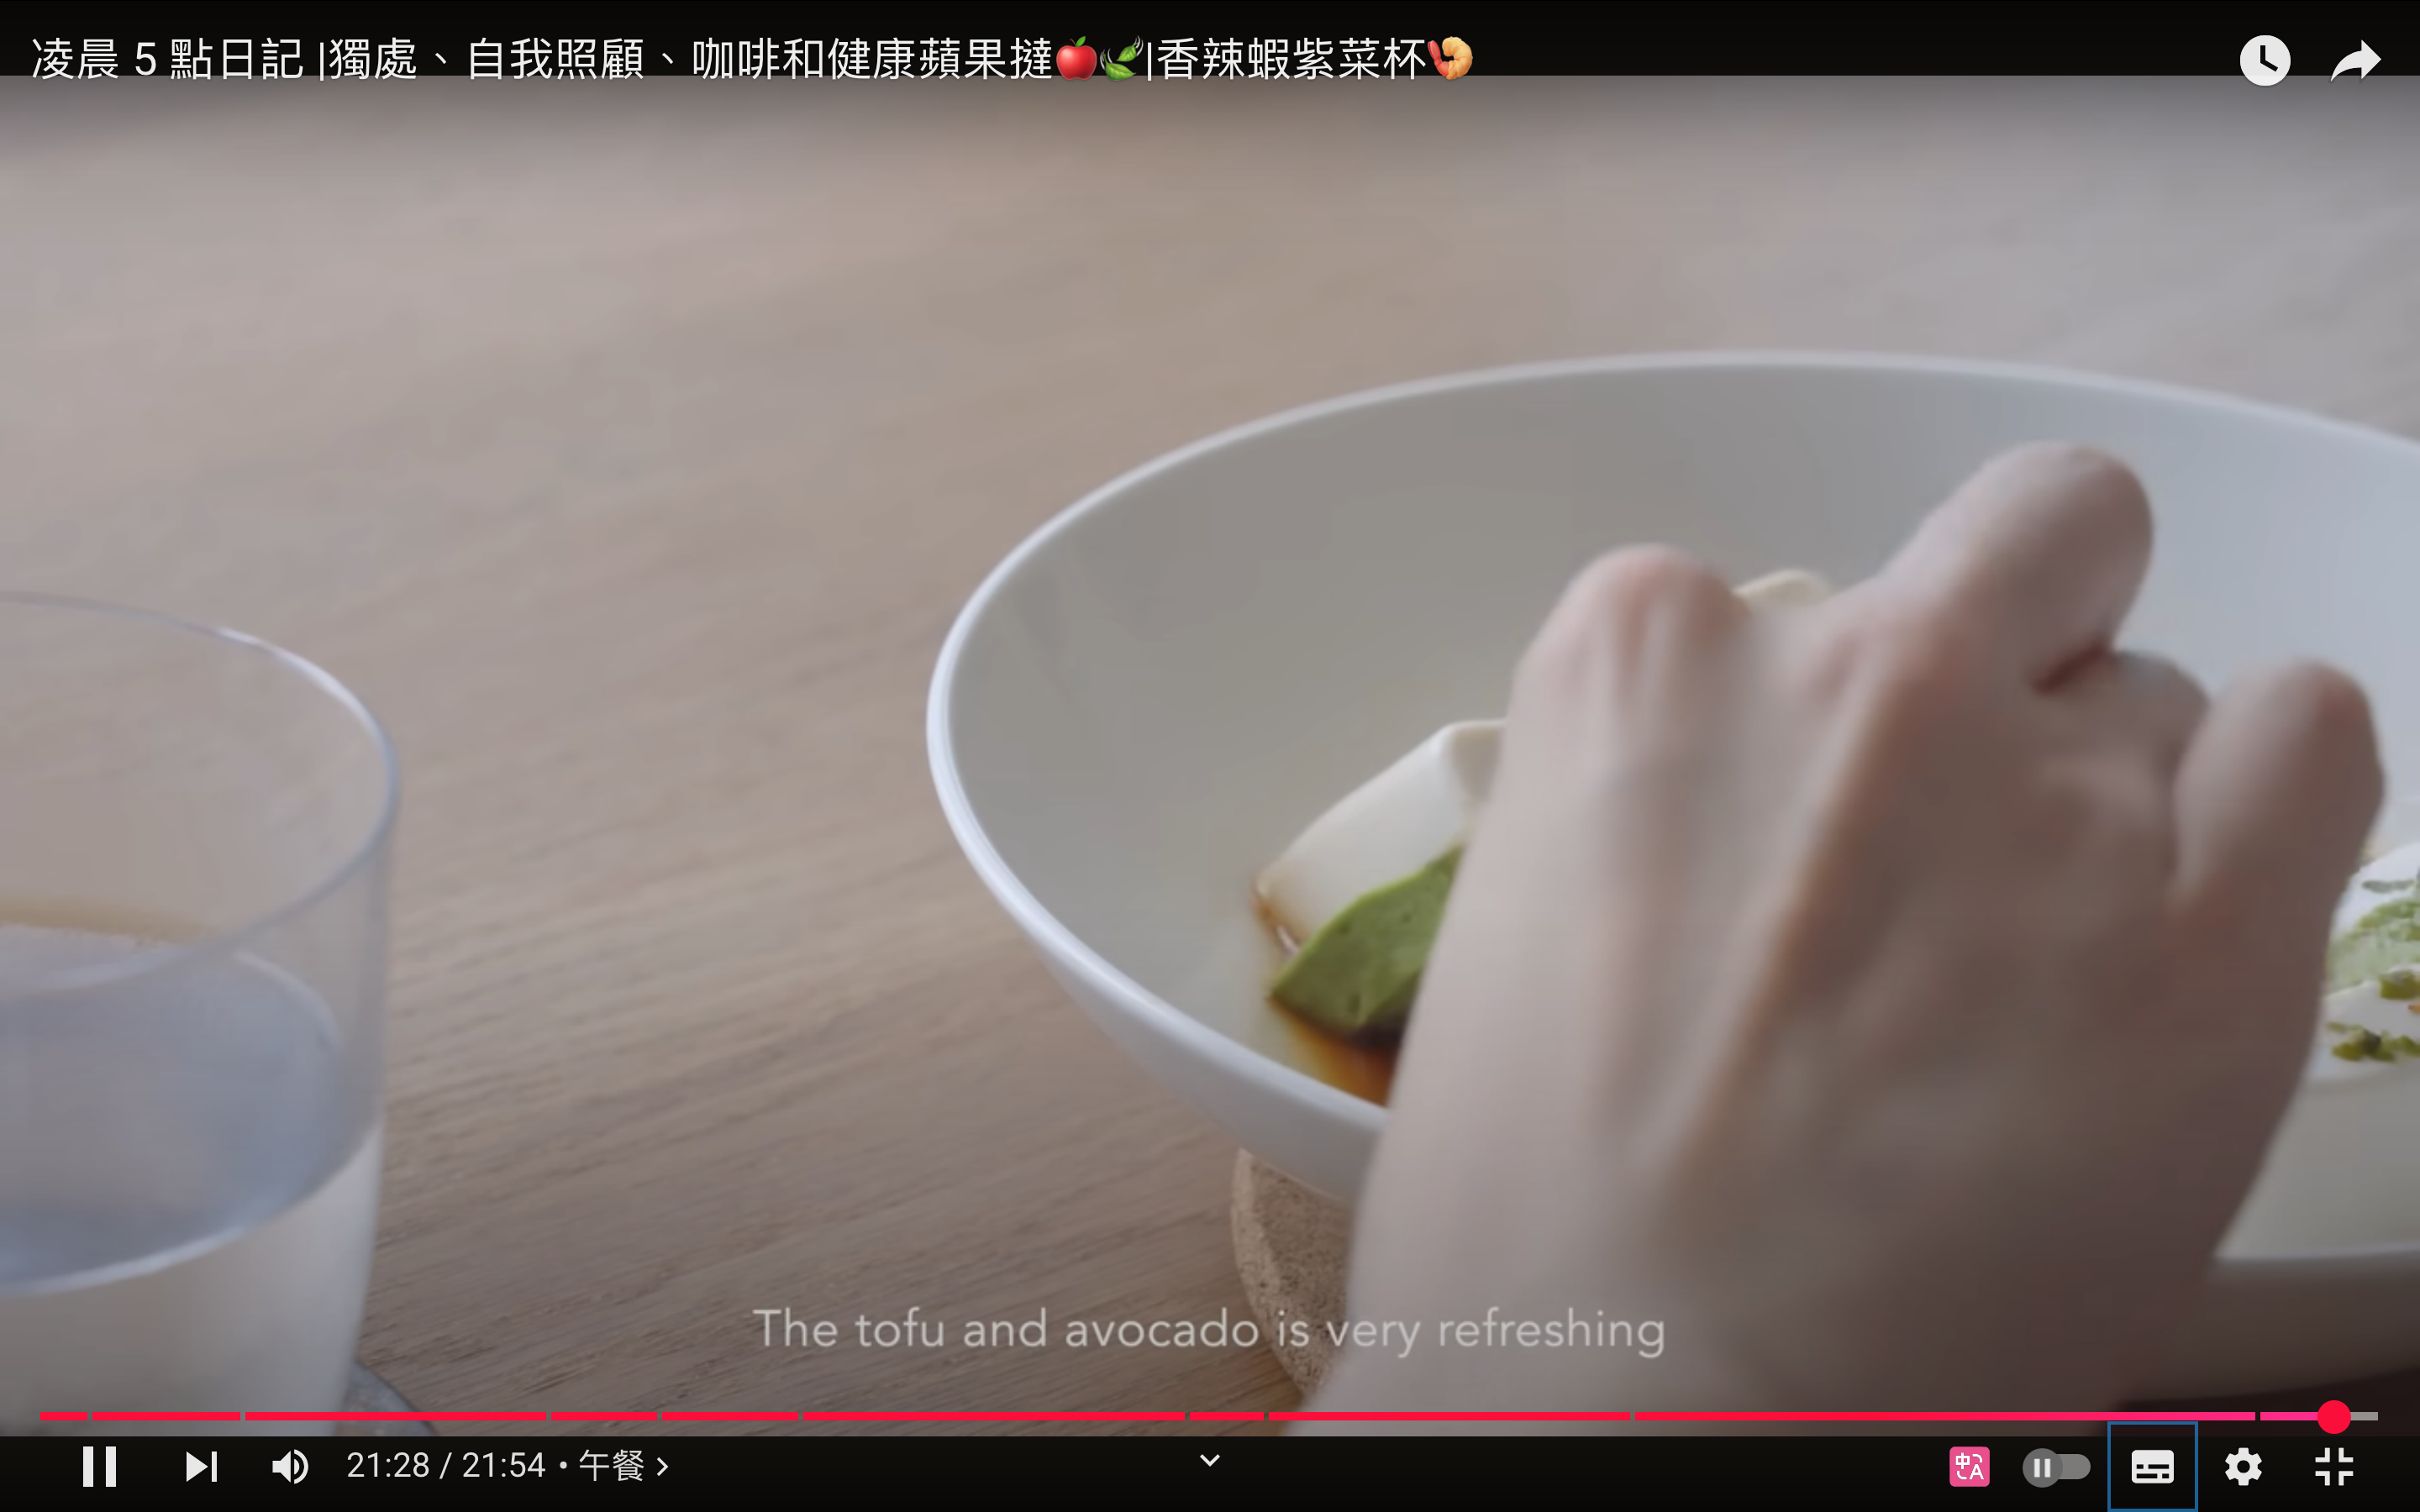 凌晨 5 點日記 |獨處、自我照顧、咖啡和健康蘋果撻🍎🌿|香辣蝦紫菜杯🍤
The tofu and avocado is very refreshing
21:28 / 21:54 • 午餐 ›
中A